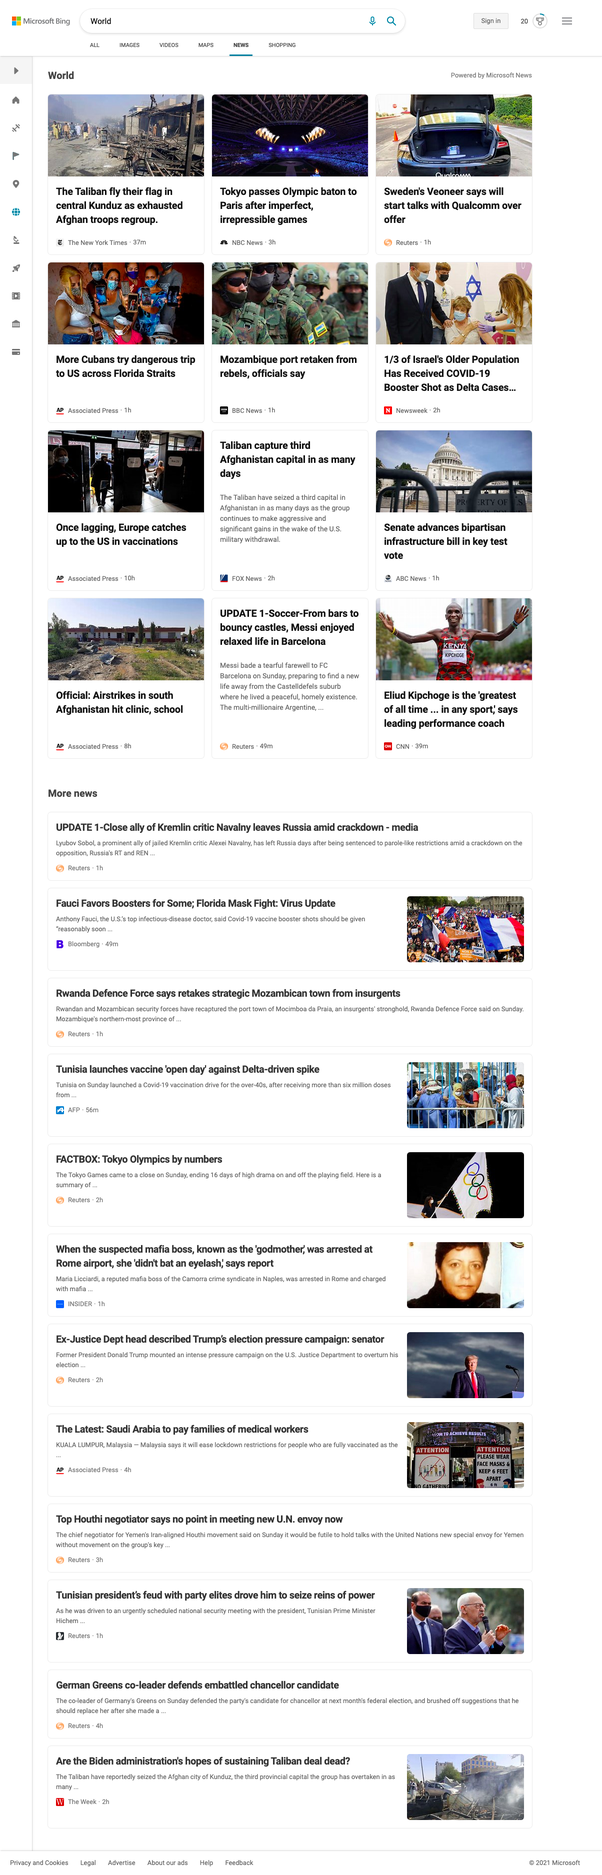 Microsoft Bing
World
Sign in
20
ALL
IMAGES
VIDEOS
MAPS
NEWS
SHOPPING
World
Powered by Microsoft News
Qualcomm
The Taliban fly their flag in
central Kunduz as exhausted
Afghan troops regroup.
The New York Times · 37m
Tokyo passes Olympic baton to
Paris after imperfect,
irrepressible games
NBC News · 3h
Sweden's Veoneer says will
start talks with Qualcomm over
offer
Reuters · 1h
More Cubans try dangerous trip
to US across Florida Straits
AP Associated Press · 1h
Mozambique port retaken from
rebels, officials say
BBC News · 1h
1/3 of Israel's Older Population
Has Received COVID-19
Booster Shot as Delta Cases...
N Newsweek · 2h
Once lagging, Europe catches
up to the US in vaccinations
AP Associated Press · 10h
Taliban capture third
Afghanistan capital in as many
days
The Taliban have seized a third capital in
Afghanistan in as many days as the group
continues to make aggressive and
significant gains in the wake of the U.S.
military withdrawal.
FOX News · 2h
Senate advances bipartisan
infrastructure bill in key test
vote
ABC News · 1h
Official: Airstrikes in south
Afghanistan hit clinic, school
AP Associated Press · 8h
UPDATE 1-Soccer-From bars to
bouncy castles, Messi enjoyed
relaxed life in Barcelona
Messi bade a tearful farewell to FC
Barcelona on Sunday, preparing to find a new
life away from the Castelldefels suburb
where he lived a peaceful, homely existence.
The multi-millionaire Argentine, ...
Reuters · 49m
KENYA
KIPCHOGE
Eliud Kipchoge is the 'greatest
of all time ... in any sport,' says
leading performance coach
CNN CNN · 39m
More news
UPDATE 1-Close ally of Kremlin critic Navalny leaves Russia amid crackdown - media
Lyubov Sobol, a prominent ally of jailed Kremlin critic Alexei Navalny, has left Russia days after being sentenced to parole-like restrictions amid a crackdown on the
opposition, Russia's RT and REN ...
Reuters · 1h
Fauci Favors Boosters for Some; Florida Mask Fight: Virus Update
Anthony Fauci, the U.S.'s top infectious-disease doctor, said Covid-19 vaccine booster shots should be given
"reasonably soon ...
B Bloomberg · 49m
Rwanda Defence Force says retakes strategic Mozambican town from insurgents
Rwandan and Mozambican security forces have recaptured the port town of Mocimboa da Praia, an insurgents' stronghold, Rwanda Defence Force said on Sunday.
Mozambique's northern-most province of ...
Reuters · 1h
Tunisia launches vaccine 'open day' against Delta-driven spike
Tunisia on Sunday launched a Covid-19 vaccination drive for the over-40s, after receiving more than six million doses
from ...
AFP · 56m
FACTBOX: Tokyo Olympics by numbers
The Tokyo Games came to a close on Sunday, ending 16 days of high drama on and off the playing field. Here is a
summary of ...
Reuters · 2h
When the suspected mafia boss, known as the 'godmother,' was arrested at
Rome airport, she 'didn't bat an eyelash,' says report
Maria Licciardi, a reputed mafia boss of the Camorra crime syndicate in Naples, was arrested in Rome and charged
with mafia ...
INSIDER · 1h
Ex-Justice Dept head described Trump's election pressure campaign: senator
Former President Donald Trump mounted an intense pressure campaign on the U.S. Justice Department to overturn his
election ...
Reuters · 2h
The Latest: Saudi Arabia to pay families of medical workers
KUALA LUMPUR, Malaysia — Malaysia says it will ease lockdown restrictions for people who are fully vaccinated as the
...
AP Associated Press · 4h
TO ACHIEVE RESULTS
ATTENTION
NO GATHERING
ATTENTION
PLEASE WEAR
FACE MASKS &
KEEP 6 FEET
APART
Top Houthi negotiator says no point in meeting new U.N. envoy now
The chief negotiator for Yemen's Iran-aligned Houthi movement said on Sunday it would be futile to hold talks with the United Nations new special envoy for Yemen
without movement on the group's key ...
Reuters · 3h
Tunisian president's feud with party elites drove him to seize reins of power
As he was driven to an urgently scheduled national security meeting with the president, Tunisian Prime Minister
Hichem ...
Reuters · 1h
German Greens co-leader defends embattled chancellor candidate
The co-leader of Germany's Greens on Sunday defended the party's candidate for chancellor at next month's federal election, and brushed off suggestions that he
should replace her after she made a ...
Reuters · 4h
Are the Biden administration's hopes of sustaining Taliban deal dead?
The Taliban have reportedly seized the Afghan city of Kunduz, the third provincial capital the group has overtaken in as
many ...
W The Week · 2h
Privacy and Cookies
Legal
Advertise
About our ads
Help
Feedback
© 2021 Microsoft